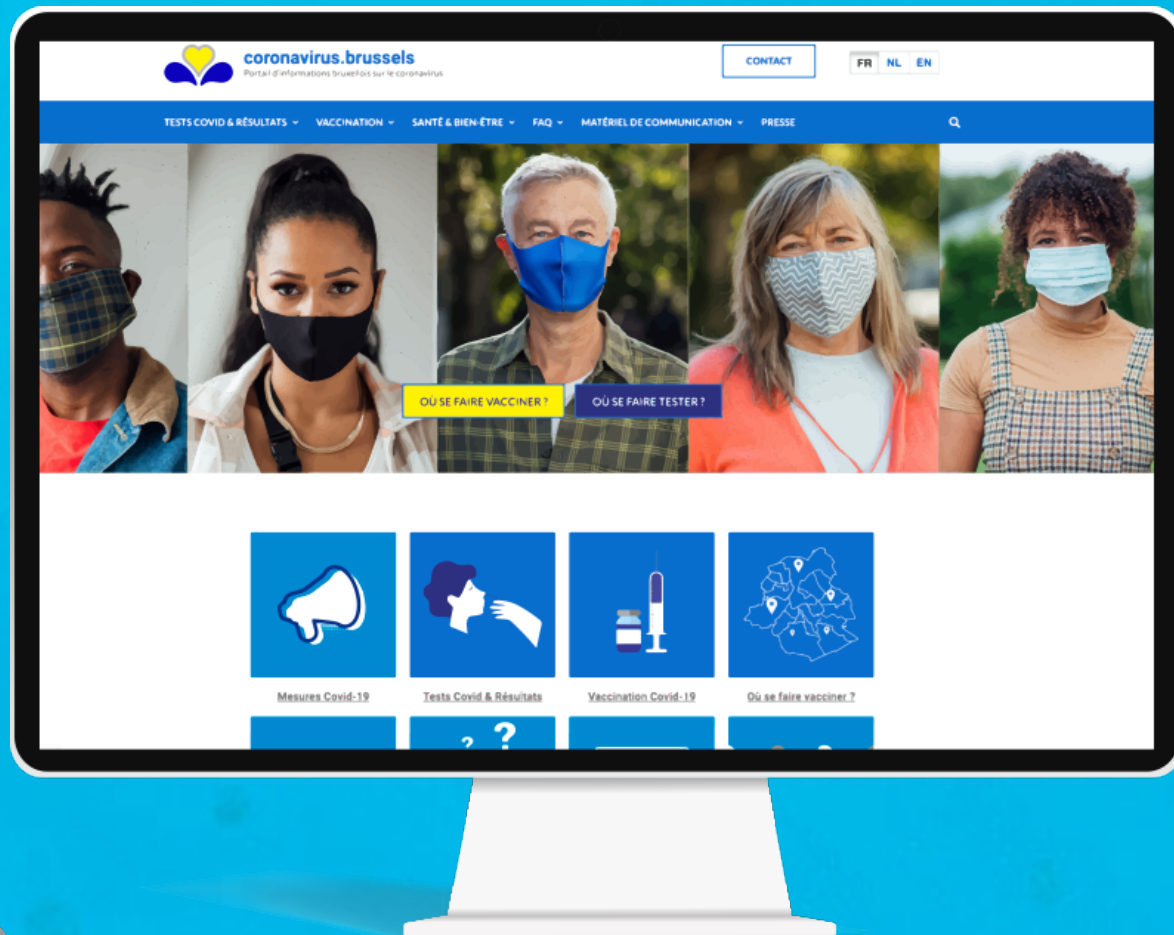 coronavirus.brussels
Portail d'informations bruxellois sur le coronavirus
CONTACT
FR NL EN
TESTS COVID & RÉSULTATS VACCINATION SANTÉ & BIEN-ÊTRE FAQ MATÉRIEL DE COMMUNICATION PRESSE
OÙ SE FAIRE VACCINER ? OÙ SE FAIRE TESTER ?
Mesures Covid-19 Tests Covid & Résultats Vaccination Covid-19 Où se faire vacciner ?
? ?